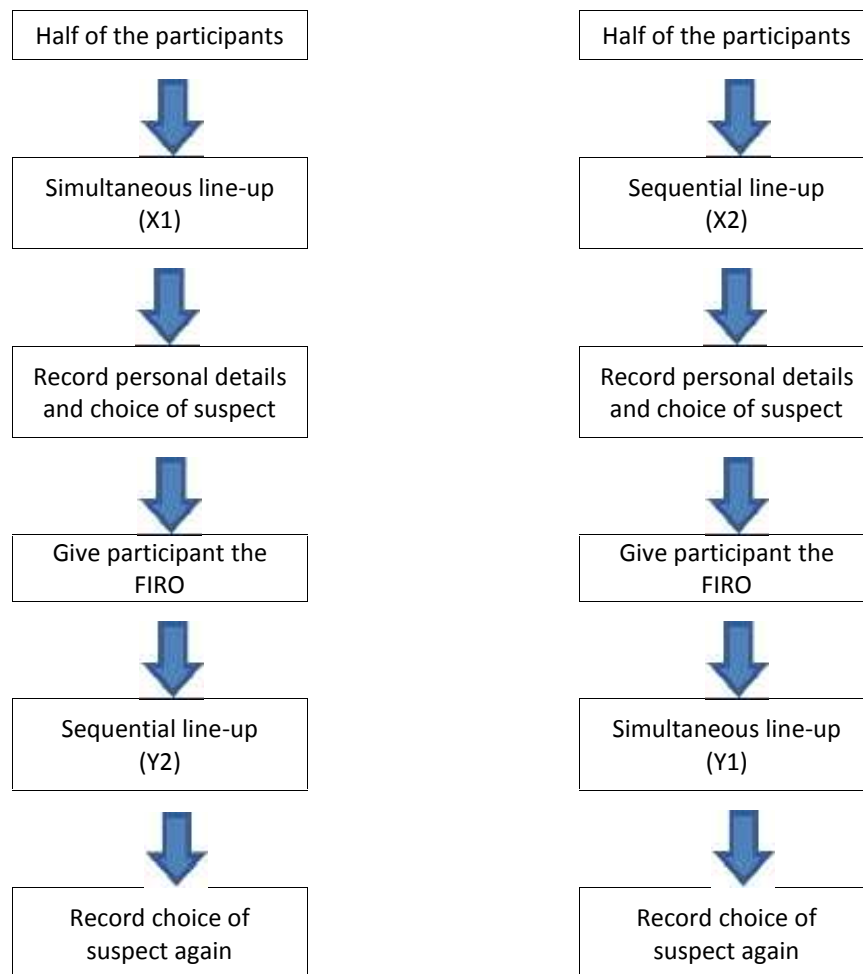 Half of the participants
Simultaneous line-up
(X1)
Record personal details
and choice of suspect
Give participant the
FIRO
Sequential line-up
(Y2)
Record choice of
suspect again
Half of the participants
Sequential line-up
(X2)
Record personal details
and choice of suspect
Give participant the
FIRO
Simultaneous line-up
(Y1)
Record choice of
suspect again